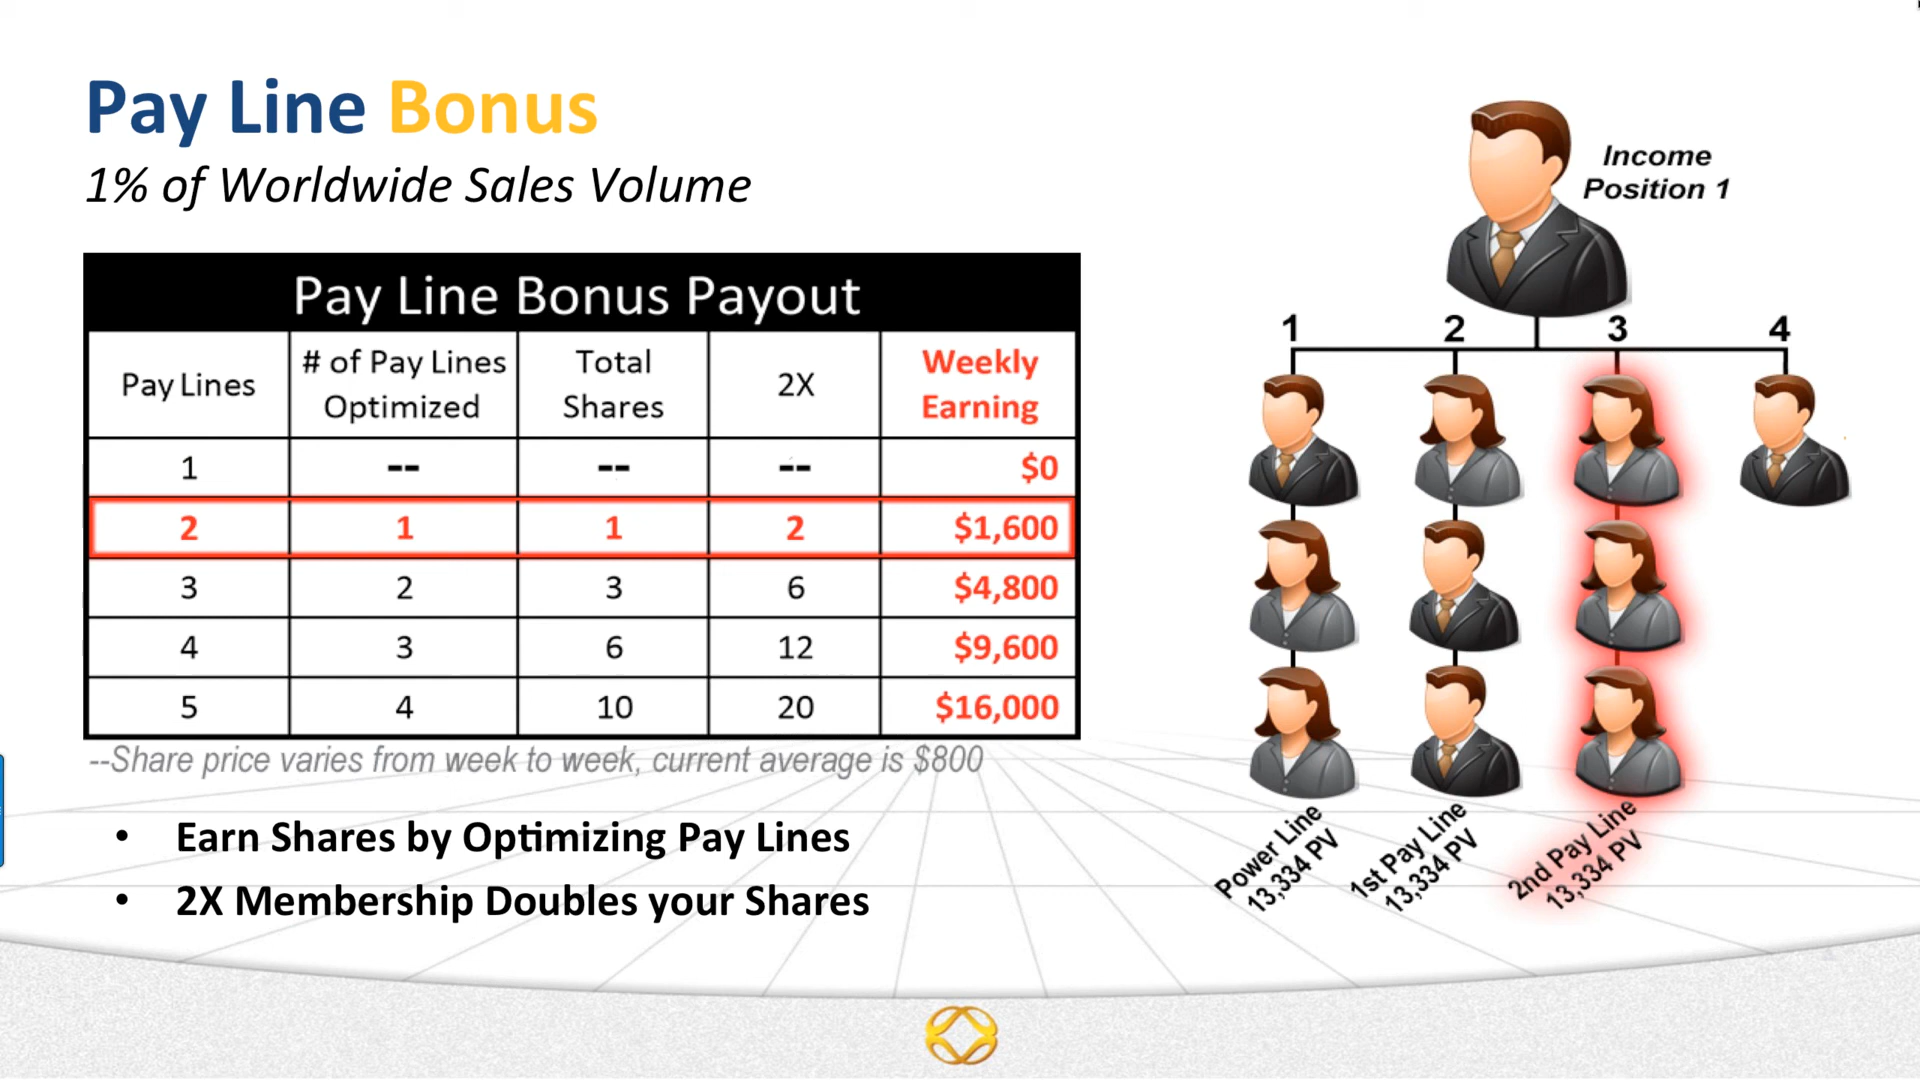 Pay Line Bonus
1% of Worldwide Sales Volume
Pay Line Bonus Payout
Pay Lines # of Pay Lines Optimized Total Shares 2X Weekly Earning
1 -- -- -- $0
2 1 1 2 $1,600
3 2 3 6 $4,800
4 3 6 12 $9,600
5 4 10 20 $16,000
--Share price varies from week to week, current average is $800
• Earn Shares by Optimizing Pay Lines
• 2X Membership Doubles your Shares
Income
Position 1
1 2 3 4
Power Line
13,334 PV
1st Pay Line
13,334 PV
2nd Pay Line
13,334 PV